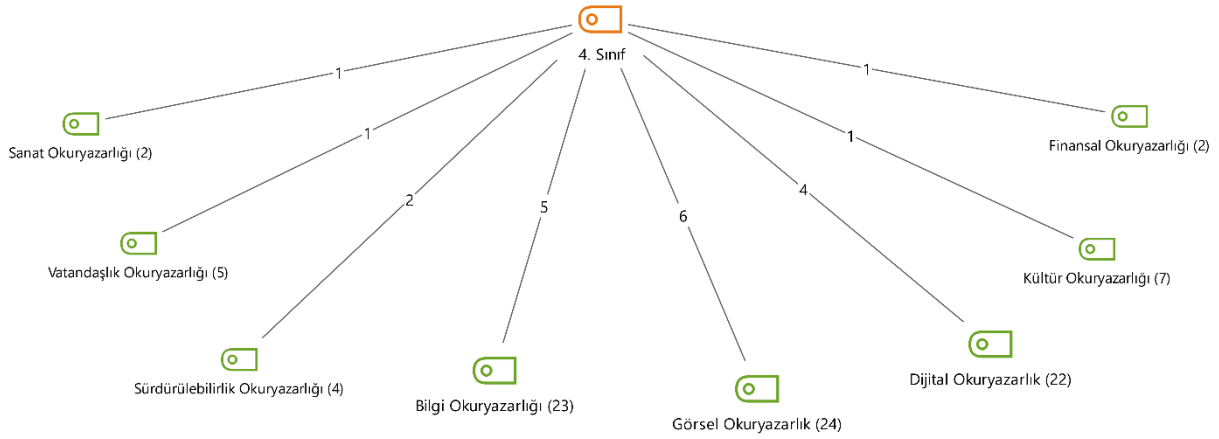 4. Sınıf
1
1
1
1
2
4
5
6
Sanat Okuryazarlığı (2)
Finansal Okuryazarlığı (2)
Vatandaşlık Okuryazarlığı (5)
Kültür Okuryazarlığı (7)
Sürdürülebilirlik Okuryazarlığı (4)
Dijital Okuryazarlık (22)
Bilgi Okuryazarlığı (23)
Görsel Okuryazarlık (24)